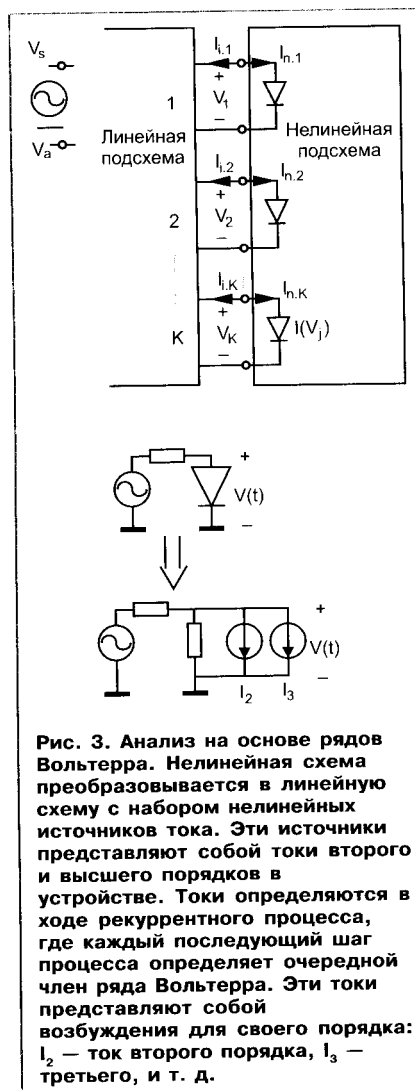 V_s
V_a
Линейная
подсхема
Нелинейная
подсхема
1
I_i.1
I_n.1
+
V_1
–
2
I_i.2
I_n.2
+
V_2
–
K
I_i.K
I_n.K
+
V_K
–
I(V_j)
+
V(t)
–
+
V(t)
–
I_2
I_3
Рис. 3. Анализ на основе рядов
Вольтерра. Нелинейная схема
преобразовывается в линейную
схему с набором нелинейных
источников тока. Эти источники
представляют собой токи второго
и высшего порядков в
устройстве. Токи определяются в
ходе рекуррентного процесса,
где каждый последующий шаг
процесса определяет очередной
член ряда Вольтерра. Эти токи
представляют собой
возбуждения для своего порядка:
I_2 — ток второго порядка, I_3 —
третьего, и т. д.